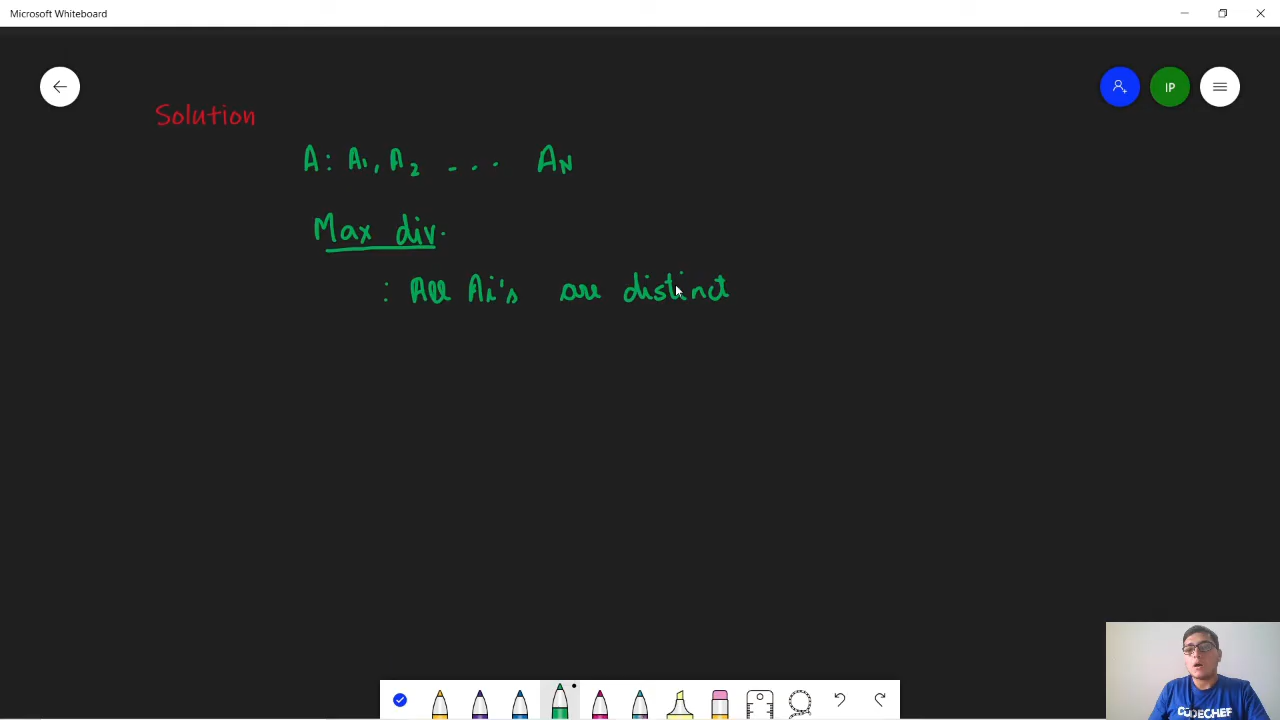 Microsoft Whiteboard
IP
Solution
A: A1, A2 - - - AN
Max div.
: All Ai's are distinct
CODECHEF